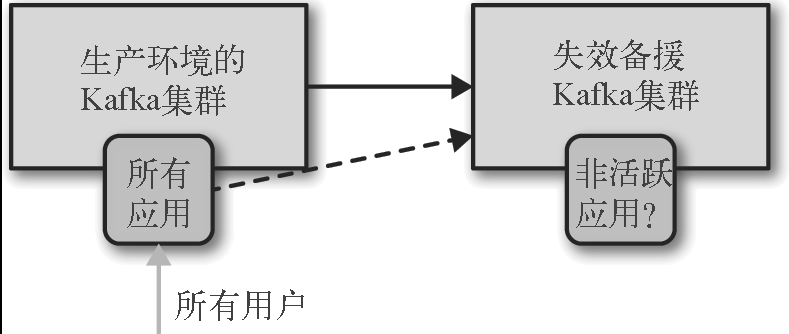 生产环境的
Kafka集群
失效备援
Kafka集群
所有
应用
非活跃
应用?
所有用户